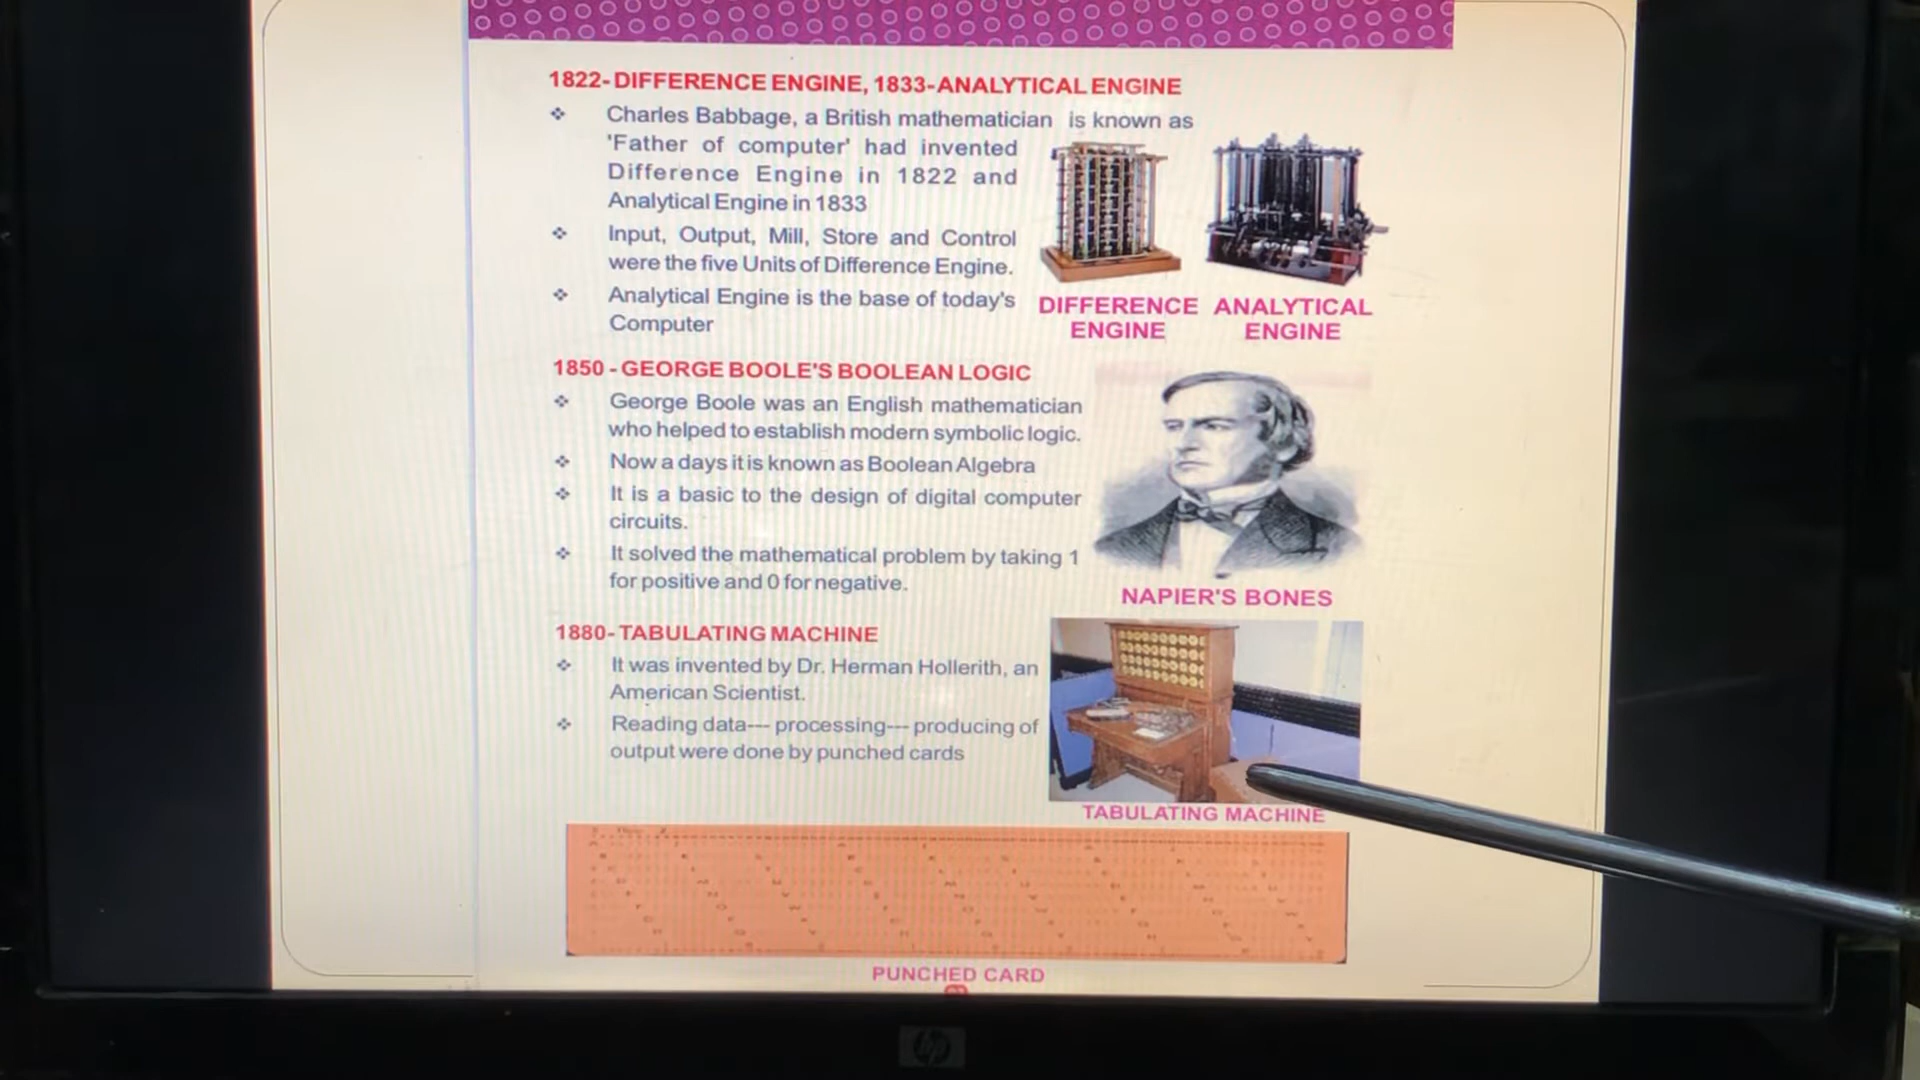 1822- DIFFERENCE ENGINE, 1833- ANALYTICAL ENGINE
❖ Charles Babbage, a British mathematician is known as
'Father of computer' had invented
Difference Engine in 1822 and
Analytical Engine in 1833
❖ Input, Output, Mill, Store and Control
were the five Units of Difference Engine.
❖ Analytical Engine is the base of today's
Computer
DIFFERENCE
ENGINE
ANALYTICAL
ENGINE
1850 - GEORGE BOOLE'S BOOLEAN LOGIC
❖ George Boole was an English mathematician
who helped to establish modern symbolic logic.
❖ Now a days it is known as Boolean Algebra
❖ It is a basic to the design of digital computer
circuits.
❖ It solved the mathematical problem by taking 1
for positive and 0 for negative.
NAPIER'S BONES
1880- TABULATING MACHINE
❖ It was invented by Dr. Herman Hollerith, an
American Scientist.
❖ Reading data--- processing--- producing of
output were done by punched cards
TABULATING MACHINE
PUNCHED CARD
hp